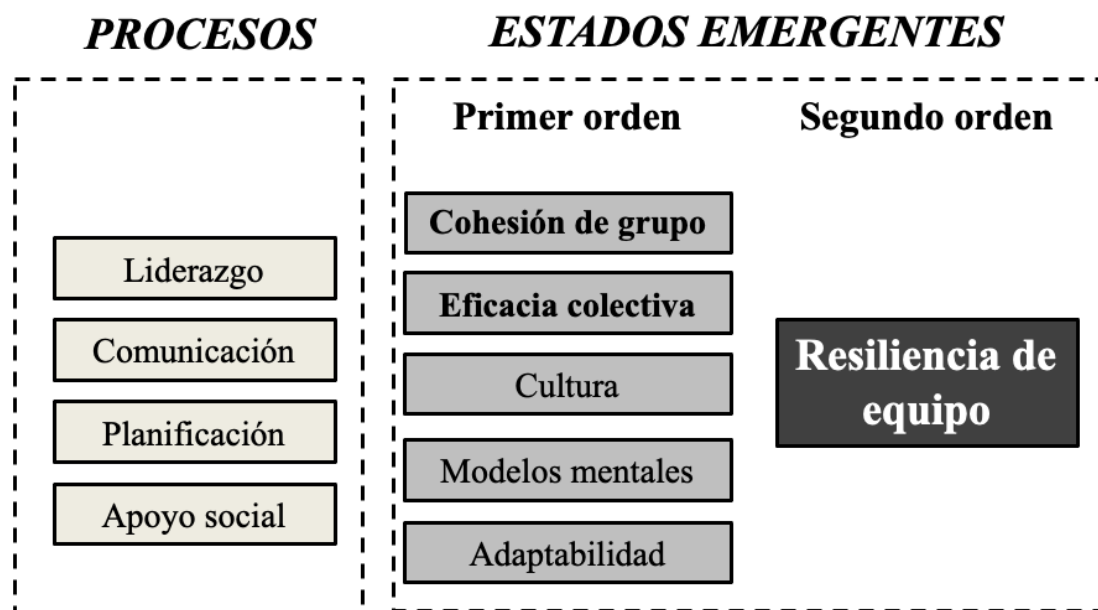 PROCESOS
ESTADOS EMERGENTES
Primer orden
Segundo orden
Liderazgo
Comunicación
Planificación
Apoyo social
Cohesión de grupo
Eficacia colectiva
Cultura
Modelos mentales
Adaptabilidad
Resiliencia de
equipo